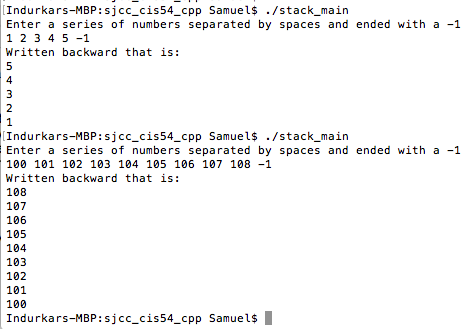 [Indurkars-MBP:sjcc_cis54_cpp Samuel$ ./stack_main
Enter a series of numbers separated by spaces and ended with a -1
1 2 3 4 5 -1
Written backward that is:
5
4
3
2
1
[Indurkars-MBP:sjcc_cis54_cpp Samuel$ ./stack_main
Enter a series of numbers separated by spaces and ended with a -1
100 101 102 103 104 105 106 107 108 -1
Written backward that is:
108
107
106
105
104
103
102
101
100
Indurkars-MBP:sjcc_cis54_cpp Samuel$